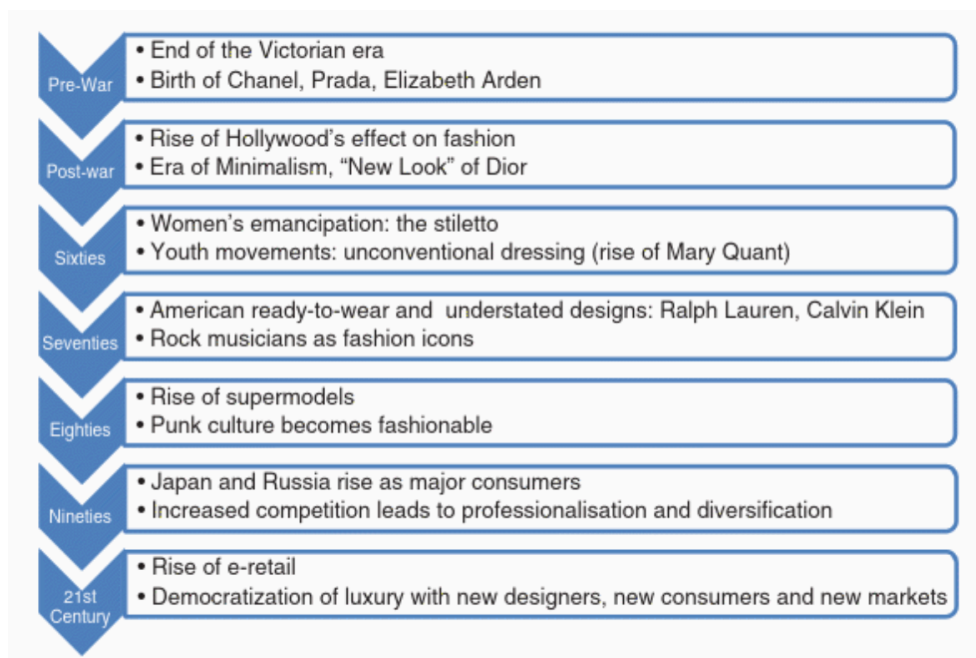 Pre-War
• End of the Victorian era
• Birth of Chanel, Prada, Elizabeth Arden
Post-war
• Rise of Hollywood's effect on fashion
• Era of Minimalism, “New Look” of Dior
Sixties
• Women's emancipation: the stiletto
• Youth movements: unconventional dressing (rise of Mary Quant)
Seventies
• American ready-to-wear and  understated designs: Ralph Lauren, Calvin Klein
• Rock musicians as fashion icons
Eighties
• Rise of supermodels
• Punk culture becomes fashionable
Nineties
• Japan and Russia rise as major consumers
• Increased competition leads to professionalisation and diversification
21st
Century
• Rise of e-retail
• Democratization of luxury with new designers, new consumers and new markets